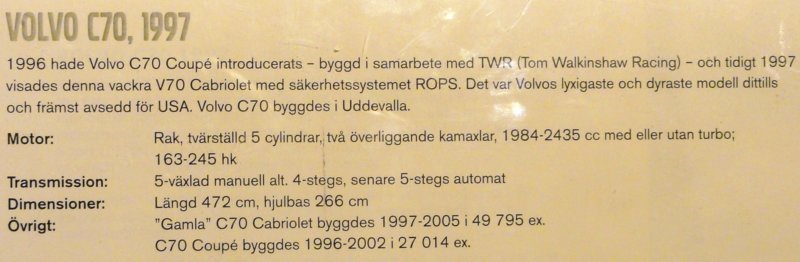 VOLVO C70, 1997
1996 hade Volvo C70 Coupé introducerats – byggd i samarbete med TWR (Tom Walkinshaw Racing) – och tidigt 1997
visades denna vackra V70 Cabriolet med säkerhetssystemet ROPS. Det var Volvos lyxigaste och dyraste modell dittills
och främst avsedd för USA. Volvo C70 byggdes i Uddevalla.
Motor: Rak, tvärställd 5 cylindrar, två överliggande kamaxlar, 1984-2435 cc med eller utan turbo;
163-245 hk
Transmission: 5-växlad manuell alt. 4-stegs, senare 5-stegs automat
Dimensioner: Längd 472 cm, hjulbas 266 cm
Övrigt: "Gamla" C70 Cabriolet byggdes 1997-2005 i 49 795 ex.
C70 Coupé byggdes 1996-2002 i 27 014 ex.